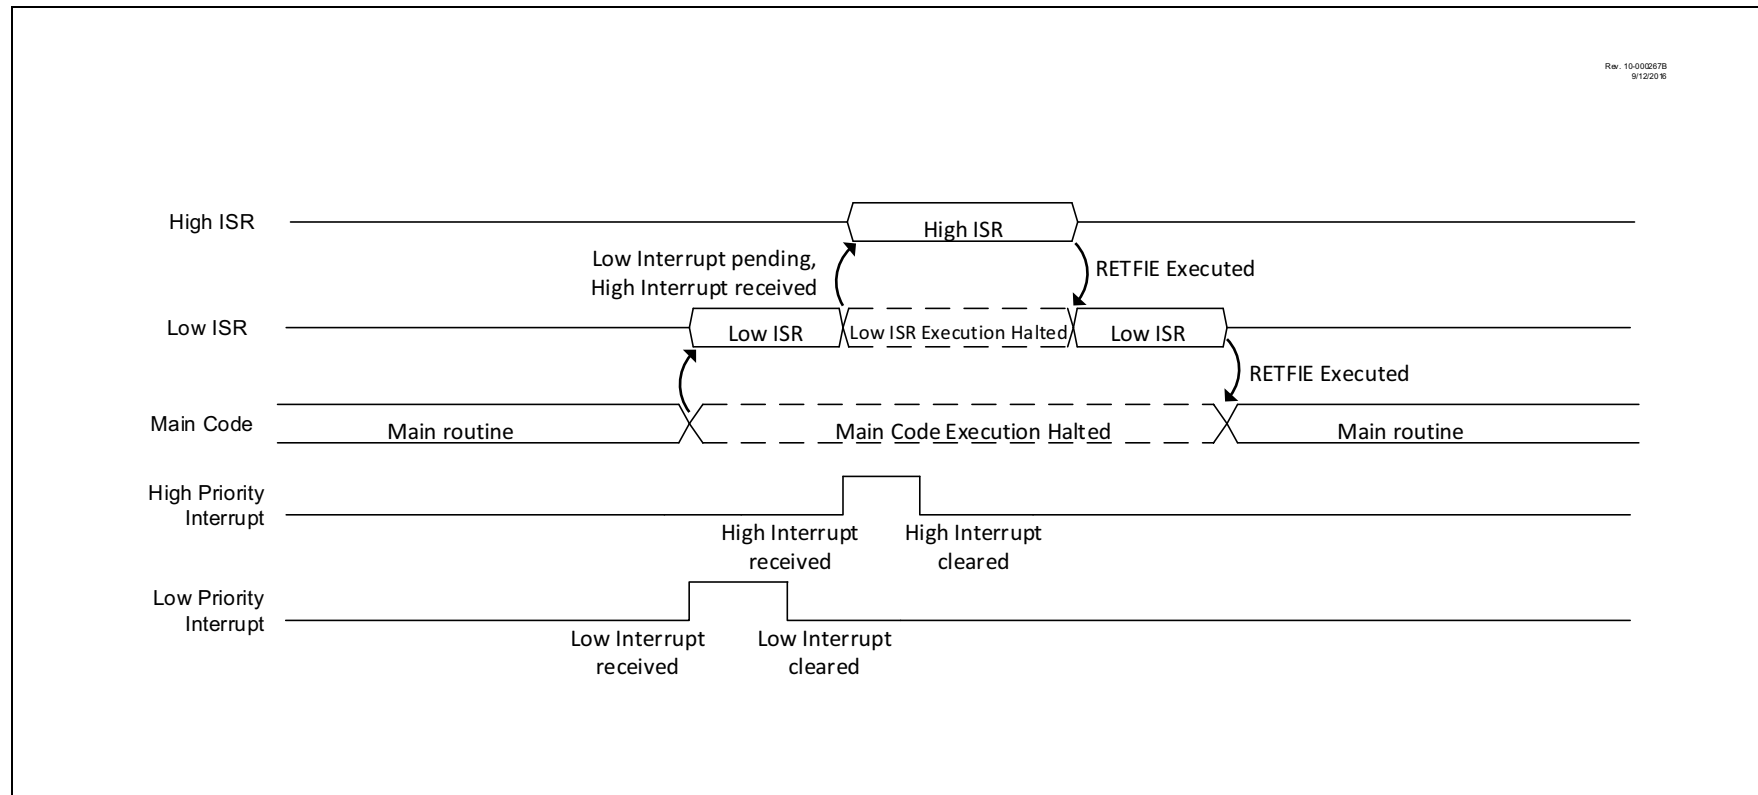 Rev. 10-000267B
9/12/2016
High ISR
High ISR
Low Interrupt pending,
High Interrupt received
RETFIE Executed
Low ISR
Low ISR
Low ISR Execution Halted
Low ISR
RETFIE Executed
Main Code
Main routine
Main Code Execution Halted
Main routine
High Priority
Interrupt
High Interrupt
received
High Interrupt
cleared
Low Priority
Interrupt
Low Interrupt
received
Low Interrupt
cleared